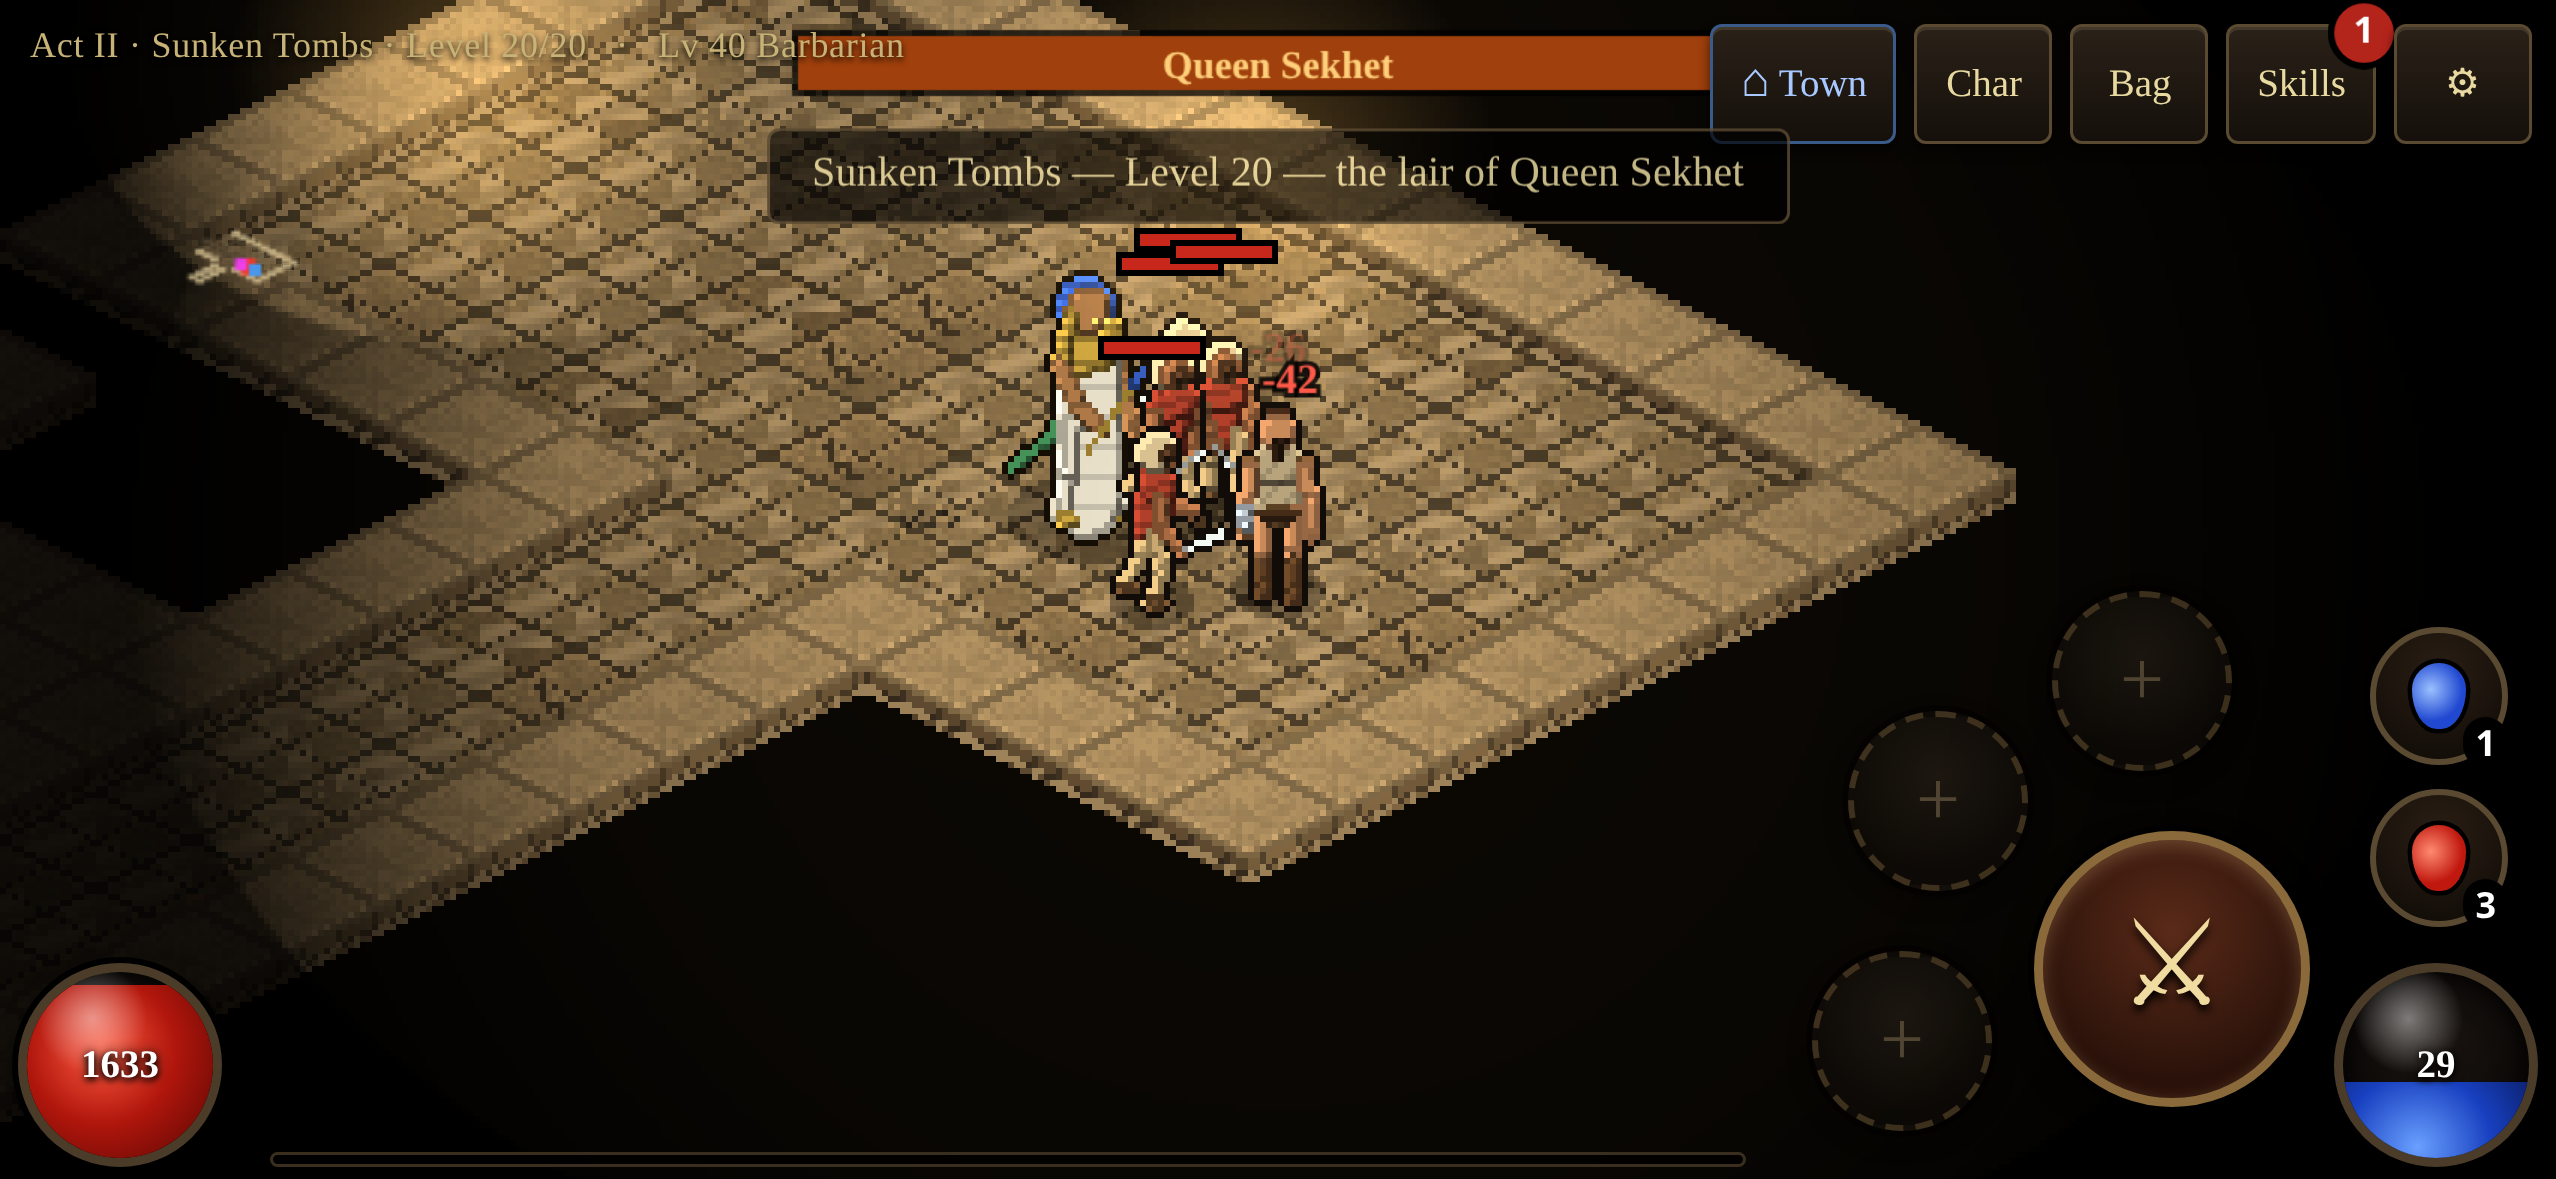 Act II · Sunken Tombs · Level 20/20 · Lv 40 Barbarian
Queen Sekhet
⌂ Town
Char
Bag
Skills
1
⚙
Sunken Tombs — Level 20 — the lair of Queen Sekhet
-42
1
3
1633
29